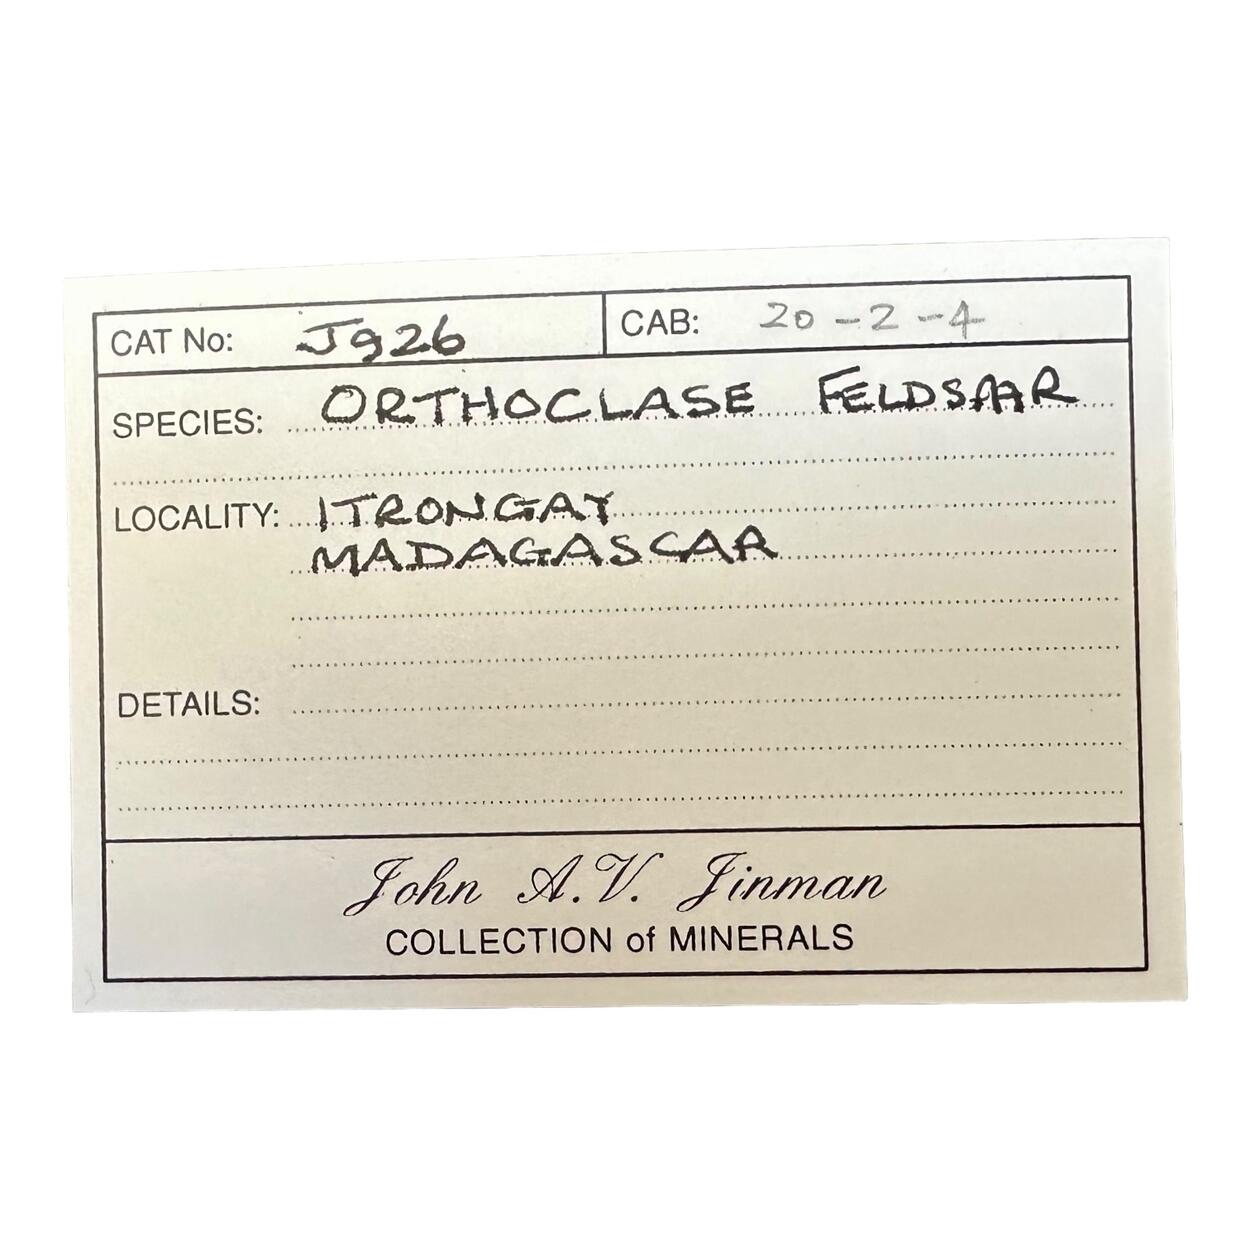 CAT No: J926 CAB: 20-2-4
SPECIES: ORTHOCLASE FELDSPAR
LOCALITY: ITRONGAY
MADAGASCAR
DETAILS:
John A.V. Jinman
COLLECTION of MINERALS